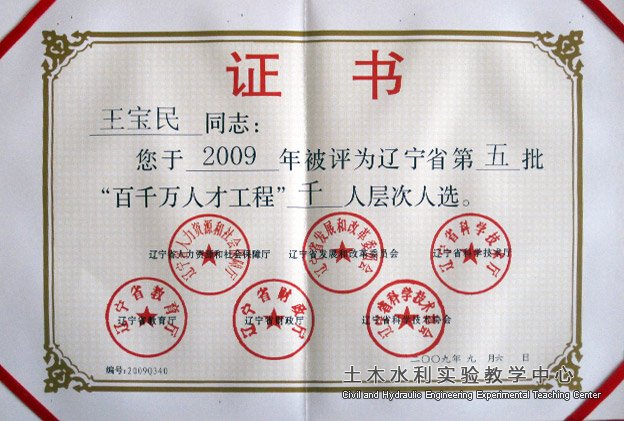 证 书
王宝民 同志：
您于 2009 年被评为辽宁省第 五 批
“百千万人才工程” 千 人层次人选。
辽宁省人力资源和社会保障厅 辽宁省发展和改革委员会 辽宁省科学技术厅
辽宁省教育厅 辽宁省财政厅 辽宁省科学技术协会
二〇〇九年 九 月六 日
编号:20090340
土木水利实验教学中心
Civil and Hydraulic Engineering Experimental Teaching Center